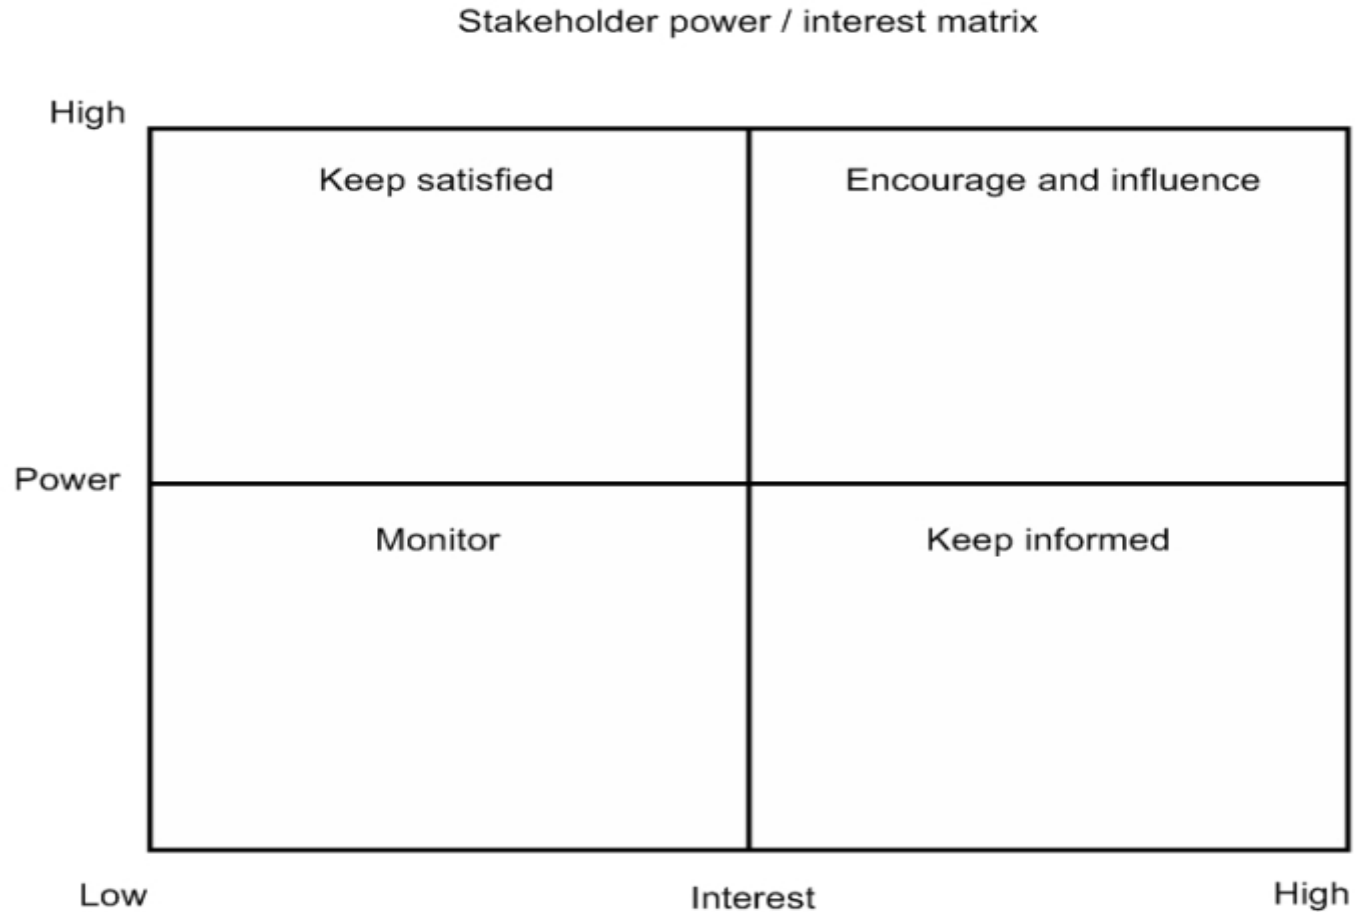 Stakeholder power / interest matrix
High
Keep satisfied
Encourage and influence
Power
Monitor
Keep informed
Low
Interest
High